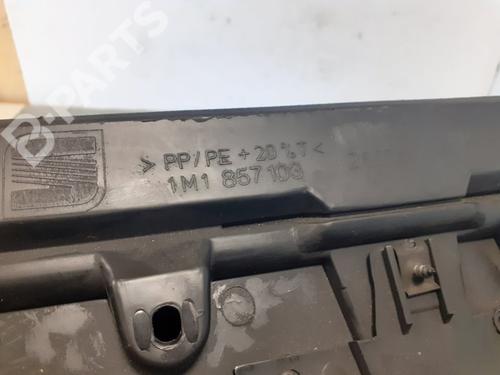 B-PARTS
> PP/PE + 20 % T <
1M1 857 103